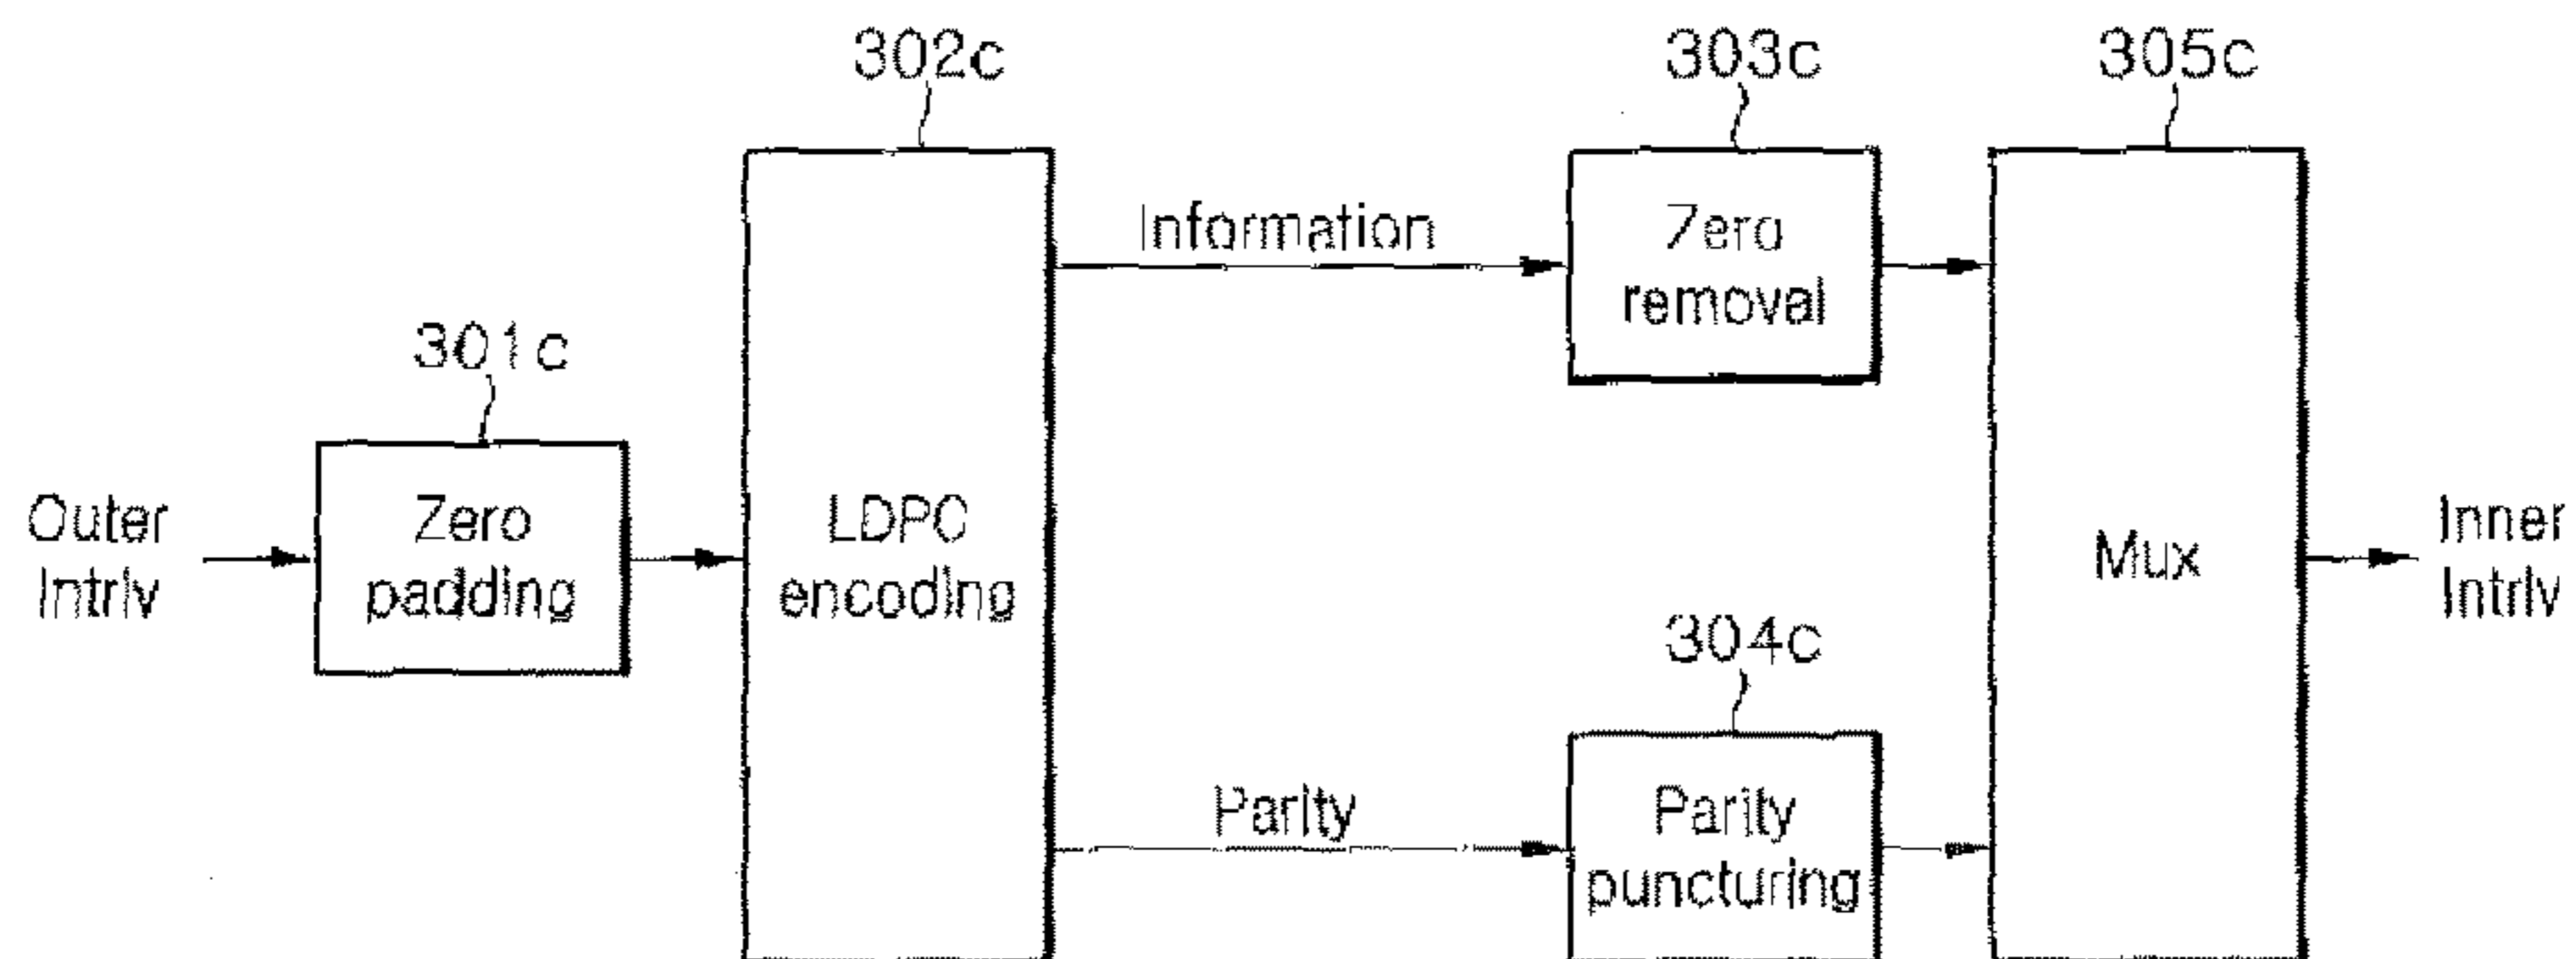 302c
303c
305c
Information
Zero
removal
301c
Outer
Intrlv
Zero
padding
LDPC
encoding
Mux
Inner
Intrlv
304c
Parity
Parity
puncturing